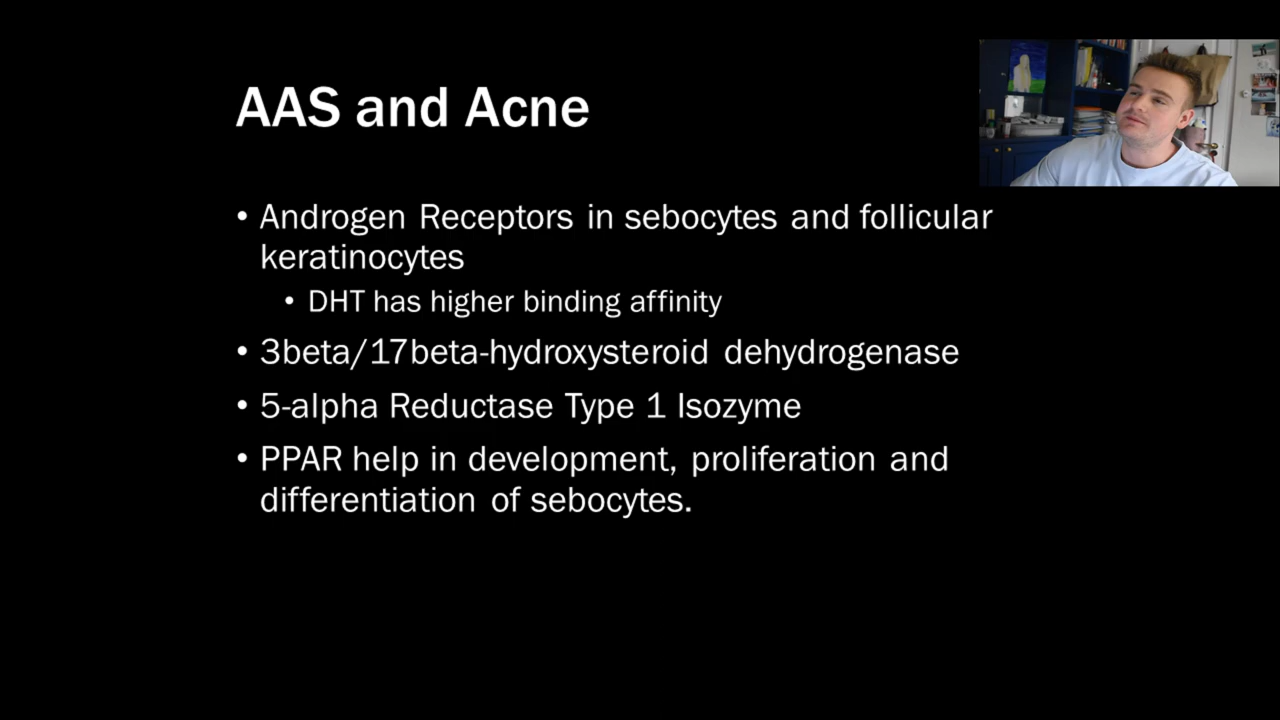 AAS and Acne
• Androgen Receptors in sebocytes and follicular
keratinocytes
• DHT has higher binding affinity
• 3beta/17beta-hydroxysteroid dehydrogenase
• 5-alpha Reductase Type 1 Isozyme
• PPAR help in development, proliferation and
differentiation of sebocytes.